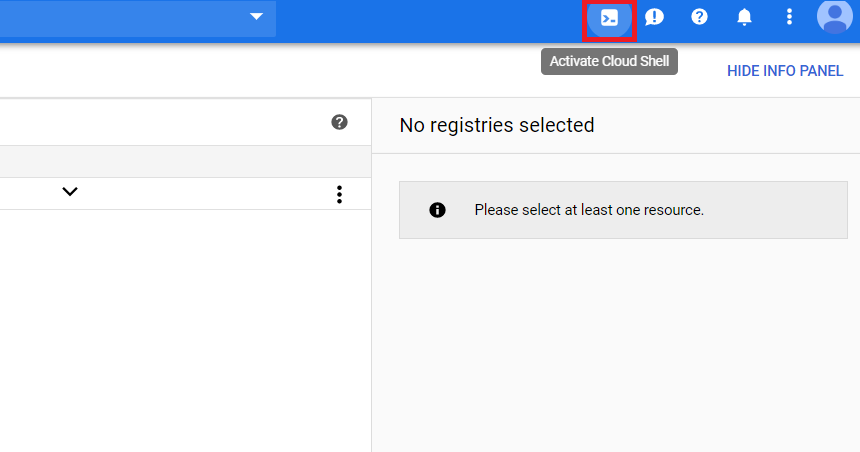 Activate Cloud Shell
HIDE INFO PANEL
No registries selected
Please select at least one resource.